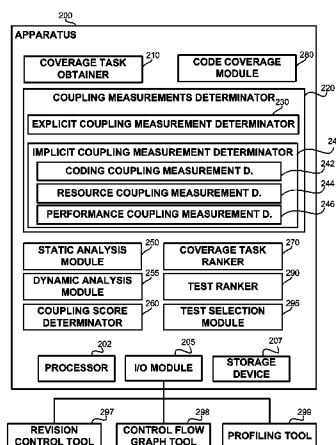 200
APPARATUS
210
COVERAGE TASK
OBTAINER
280
CODE COVERAGE
MODULE
220
COUPLING MEASUREMENTS DETERMINATOR
230
EXPLICIT COUPLING MEASUREMENT DETERMINATOR
24
IMPLICIT COUPLING MEASUREMENT DETERMINATOR
242
CODING COUPLING MEASUREMENT D.
244
RESOURCE COUPLING MEASUREMENT D.
246
PERFORMANCE COUPLING MEASUREMENT D.
250
STATIC ANALYSIS
MODULE
270
COVERAGE TASK
RANKER
255
DYNAMIC ANALYSIS
MODULE
290
TEST RANKER
260
COUPLING SCORE
DETERMINATOR
295
TEST SELECTION
MODULE
202
PROCESSOR
205
I/O MODULE
207
STORAGE
DEVICE
297
REVISION
CONTROL TOOL
298
CONTROL FLOW
GRAPH TOOL
299
PROFILING TOOL